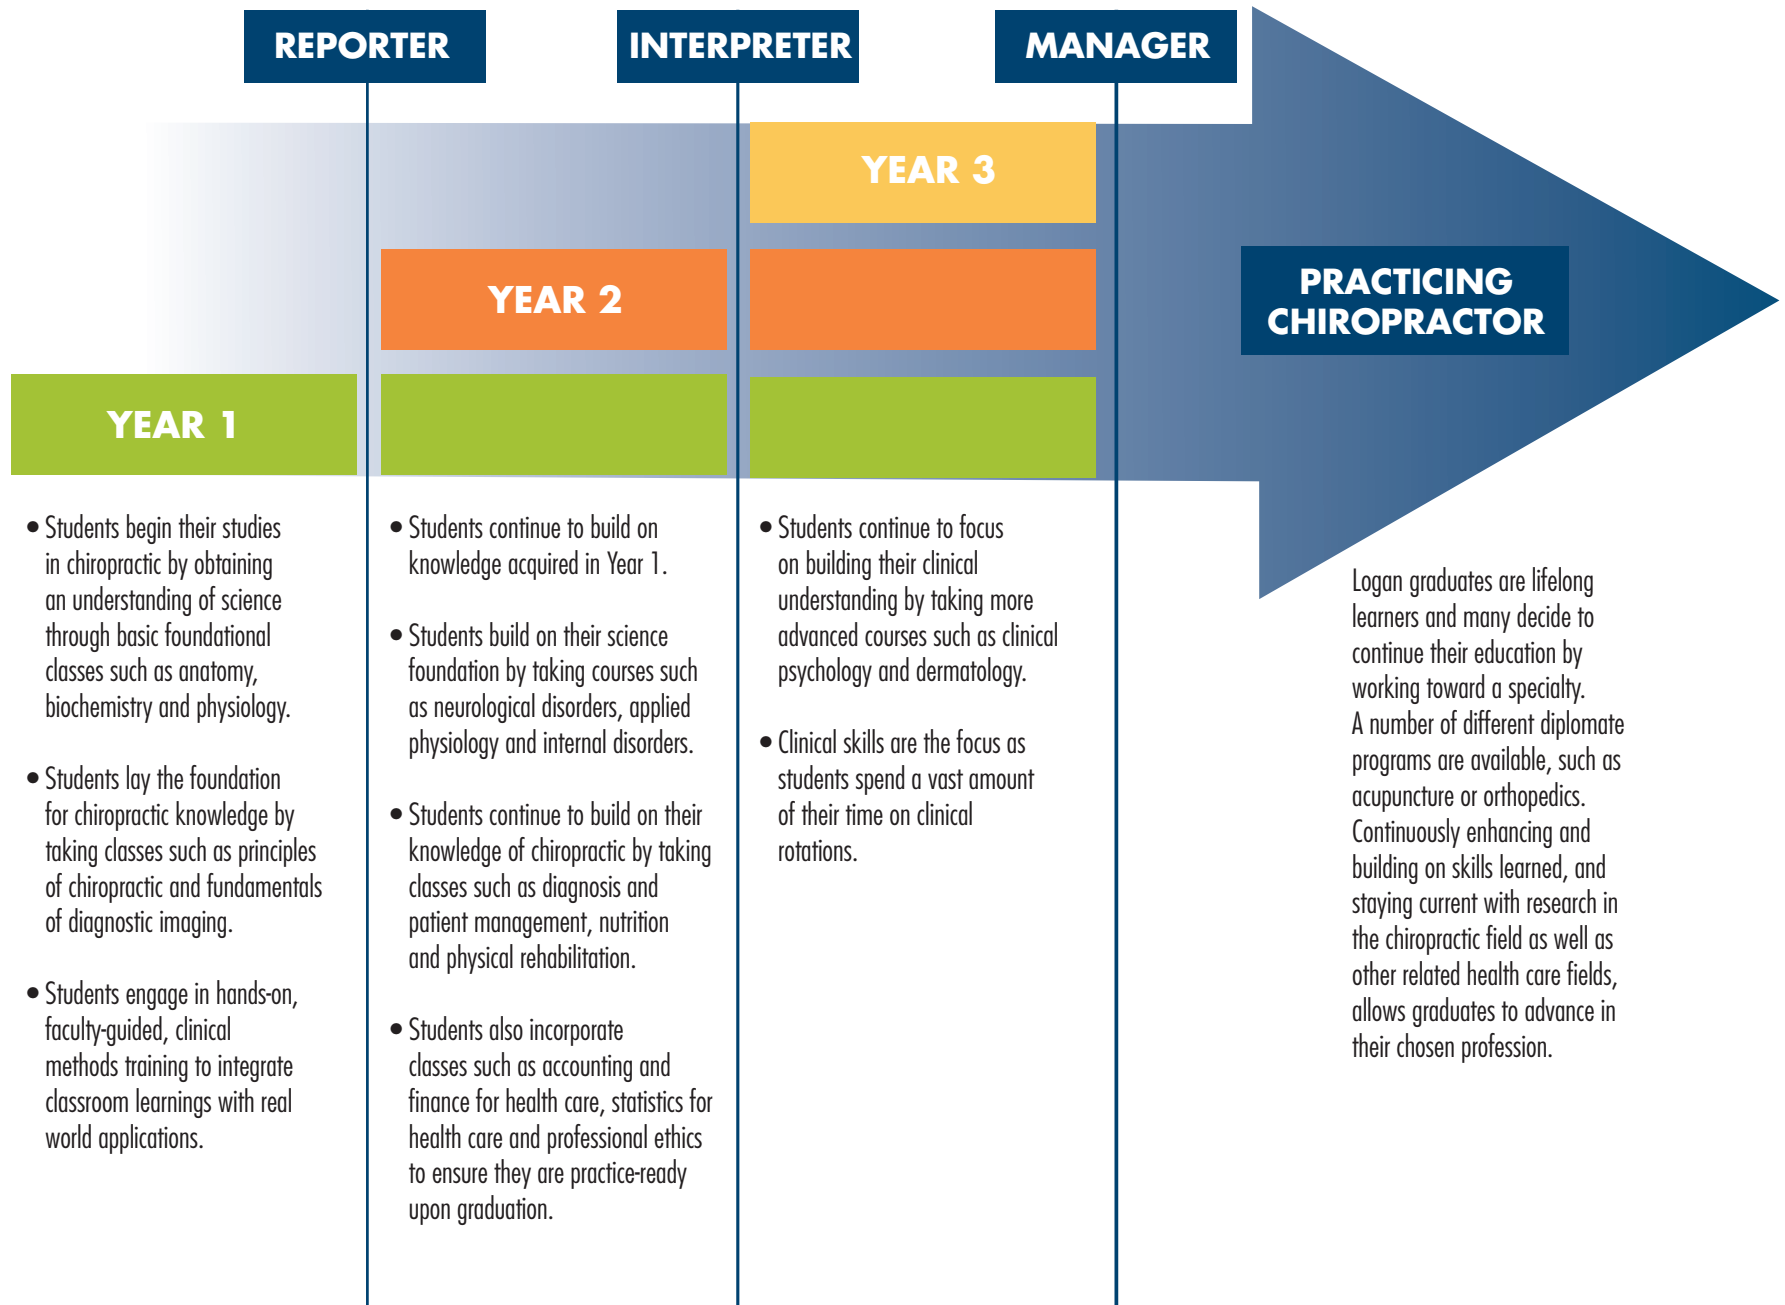 REPORTER
INTERPRETER
MANAGER
YEAR 3
YEAR 2
YEAR 1
PRACTICING
CHIROPRACTOR
• Students begin their studies
in chiropractic by obtaining
an understanding of science
through basic foundational
classes such as anatomy,
biochemistry and physiology.
• Students lay the foundation
for chiropractic knowledge by
taking classes such as principles
of chiropractic and fundamentals
of diagnostic imaging.
• Students engage in hands-on,
faculty-guided, clinical
methods training to integrate
classroom learnings with real
world applications.
• Students continue to build on
knowledge acquired in Year 1.
• Students build on their science
foundation by taking courses such
as neurological disorders, applied
physiology and internal disorders.
• Students continue to build on their
knowledge of chiropractic by taking
classes such as diagnosis and
patient management, nutrition
and physical rehabilitation.
• Students also incorporate
classes such as accounting and
finance for health care, statistics for
health care and professional ethics
to ensure they are practice-ready
upon graduation.
• Students continue to focus
on building their clinical
understanding by taking more
advanced courses such as clinical
psychology and dermatology.
• Clinical skills are the focus as
students spend a vast amount
of their time on clinical
rotations.
Logan graduates are lifelong
learners and many decide to
continue their education by
working toward a specialty.
A number of different diplomate
programs are available, such as
acupuncture or orthopedics.
Continuously enhancing and
building on skills learned, and
staying current with research in
the chiropractic field as well as
other related health care fields,
allows graduates to advance in
their chosen profession.